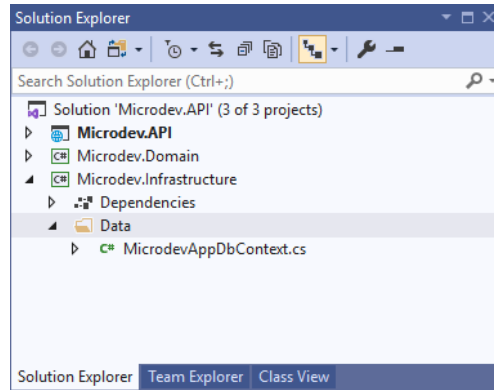 Solution Explorer
Search Solution Explorer (Ctrl+;)
Solution 'Microdev.API' (3 of 3 projects)
Microdev.API
C# Microdev.Domain
C# Microdev.Infrastructure
Dependencies
Data
C# MicrodevAppDbContext.cs
Solution Explorer Team Explorer Class View